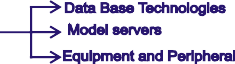 Data Base Technologies
Model servers
Equipment and Peripheral